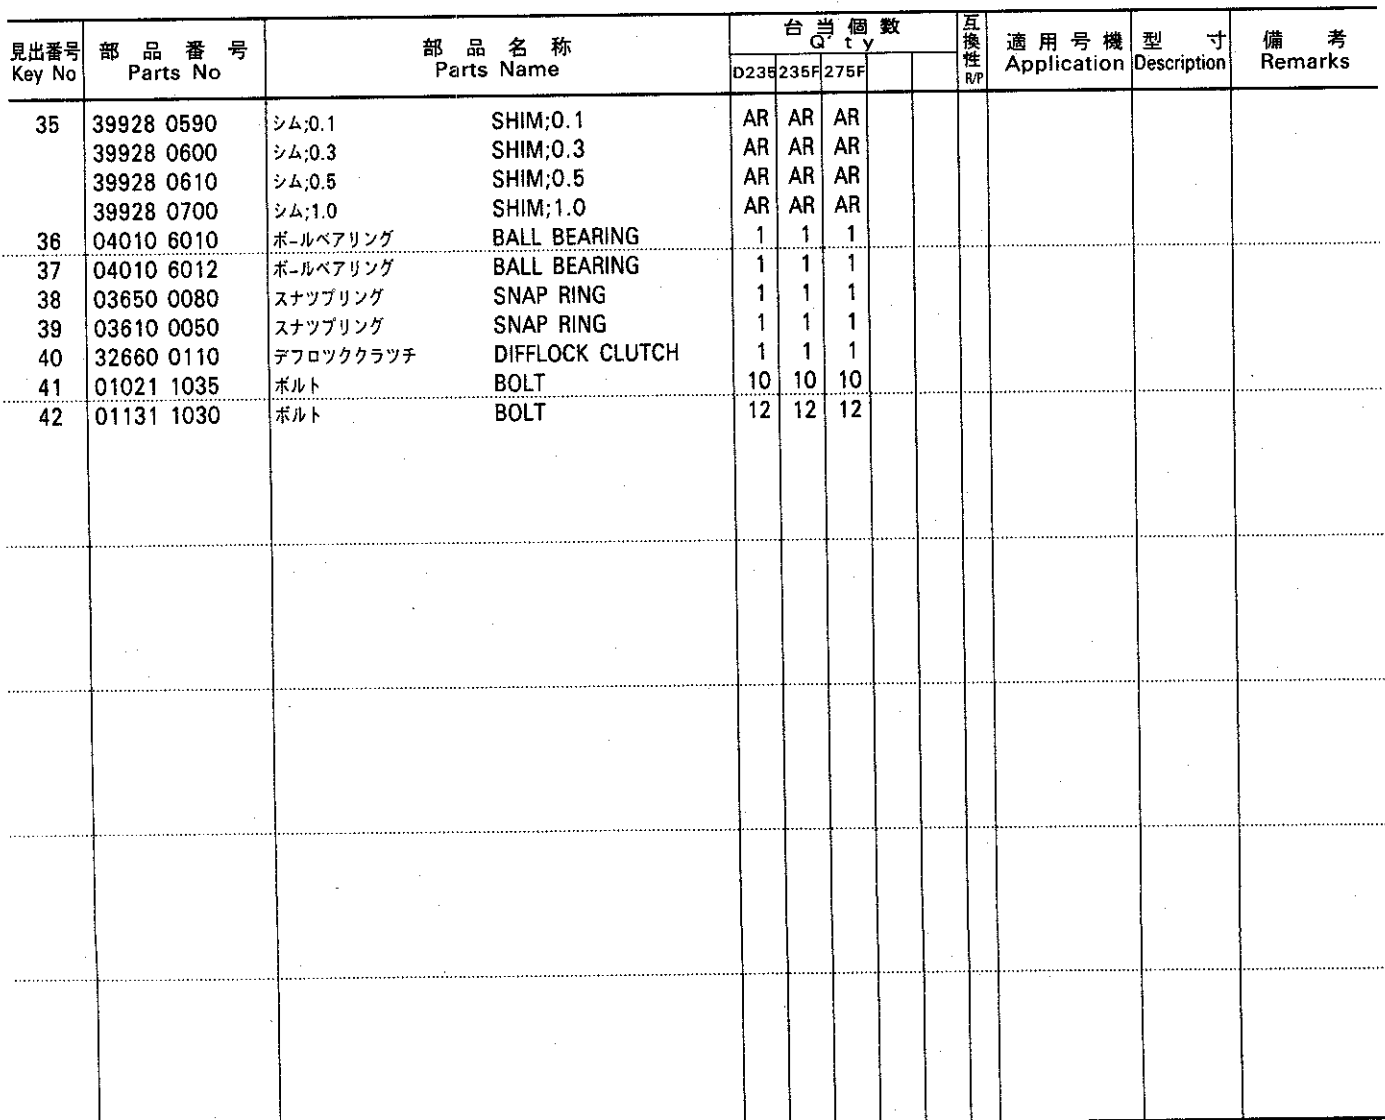 見出番号 部品番号 部品名称 台当個数 互換性 適用号機 型寸 備考
Key No Parts No Parts Name Q'ty R/P Application Description Remarks
D235 235F 275F
35 39928 0590 シム;0.1 SHIM;0.1 AR AR AR
39928 0600 シム;0.3 SHIM;0.3 AR AR AR
39928 0610 シム;0.5 SHIM;0.5 AR AR AR
39928 0700 シム;1.0 SHIM;1.0 AR AR AR
36 04010 6010 ボールベアリング BALL BEARING 1 1 1
37 04010 6012 ボールベアリング BALL BEARING 1 1 1
38 03650 0080 スナツプリング SNAP RING 1 1 1
39 03610 0050 スナツプリング SNAP RING 1 1 1
40 32660 0110 デフロツククラツチ DIFFLOCK CLUTCH 1 1 1
41 01021 1035 ボルト BOLT 10 10 10
42 01131 1030 ボルト BOLT 12 12 12